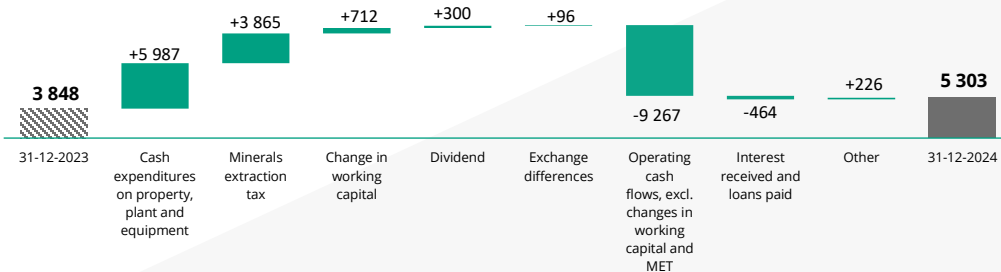 +5 987
+3 865
+712
+300
+96
-9 267
-464
+226
3 848
5 303
31-12-2023
Cash
expenditures
on property,
plant and
equipment
Minerals
extraction
tax
Change in
working
capital
Dividend
Exchange
differences
Operating
cash
flows, excl.
changes in
working
capital and
MET
Interest
received and
loans paid
Other
31-12-2024